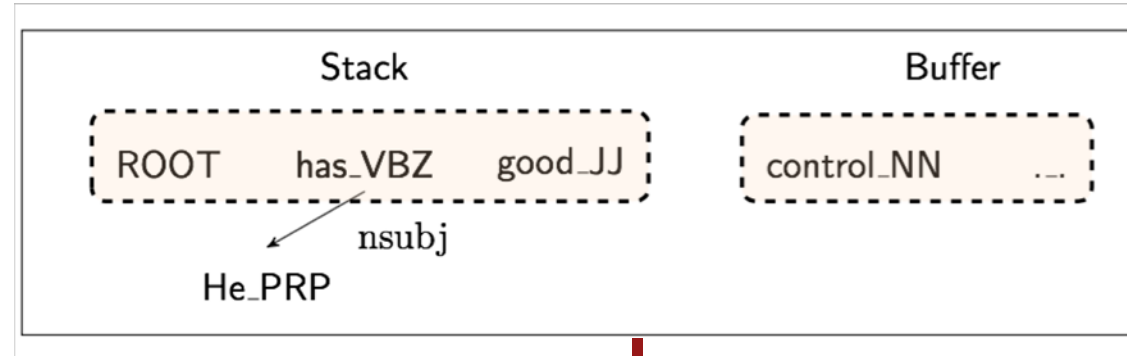 Stack Buffer
ROOT has_VBZ good_JJ control_NN ._.
nsubj
He_PRP